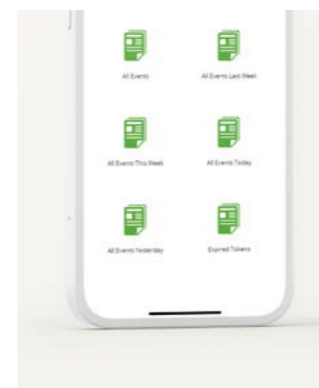 All Events
All Events Last Week
All Events This Week
All Events Today
All Events Yesterday
Expired Tokens